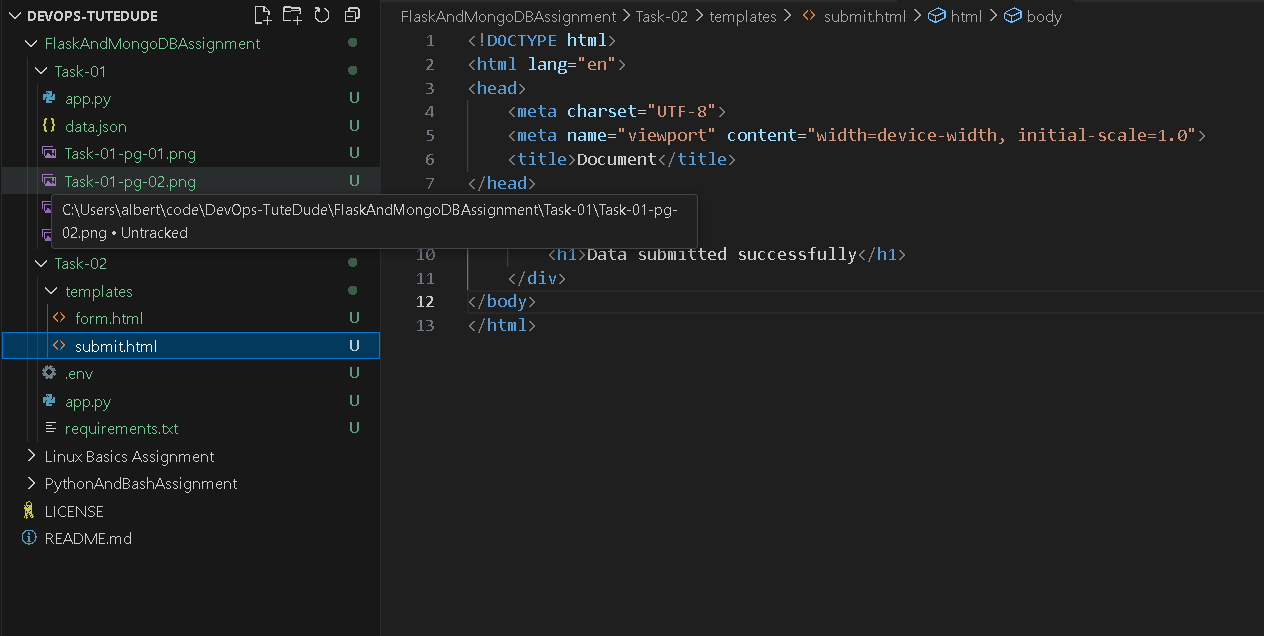 DEVOPS-TUTEDUDE
FlaskAndMongoDBAssignment
Task-01
app.py U
data.json U
Task-01-pg-01.png U
Task-01-pg-02.png U
C:\Users\albert\code\DevOps-TuteDude\FlaskAndMongoDBAssignment\Task-01\Task-01-pg-
02.png • Untracked
Task-02
templates
form.html U
submit.html U
.env U
app.py U
requirements.txt U
Linux Basics Assignment
PythonAndBashAssignment
LICENSE
README.md
FlaskAndMongoDBAssignment > Task-02 > templates > <> submit.html > html > body
1 <!DOCTYPE html>
2 <html lang="en">
3 <head>
4 <meta charset="UTF-8">
5 <meta name="viewport" content="width=device-width, initial-scale=1.0">
6 <title>Document</title>
7 </head>
10 <h1>Data submitted successfully</h1>
11 </div>
12 </body>
13 </html>